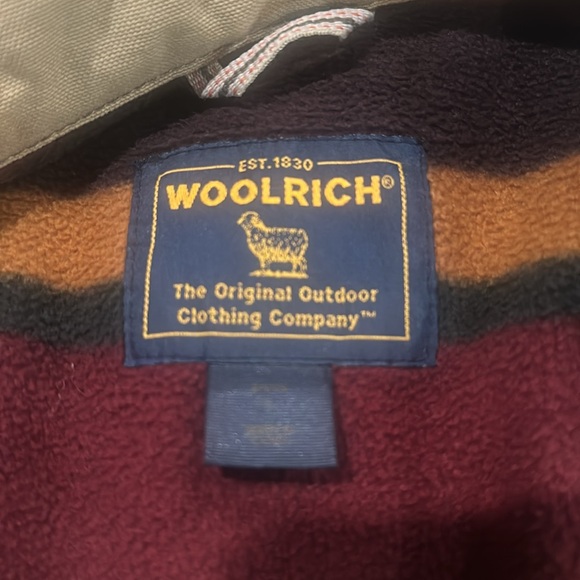 EST. 1830
WOOLRICH®
The Original Outdoor
Clothing Company™